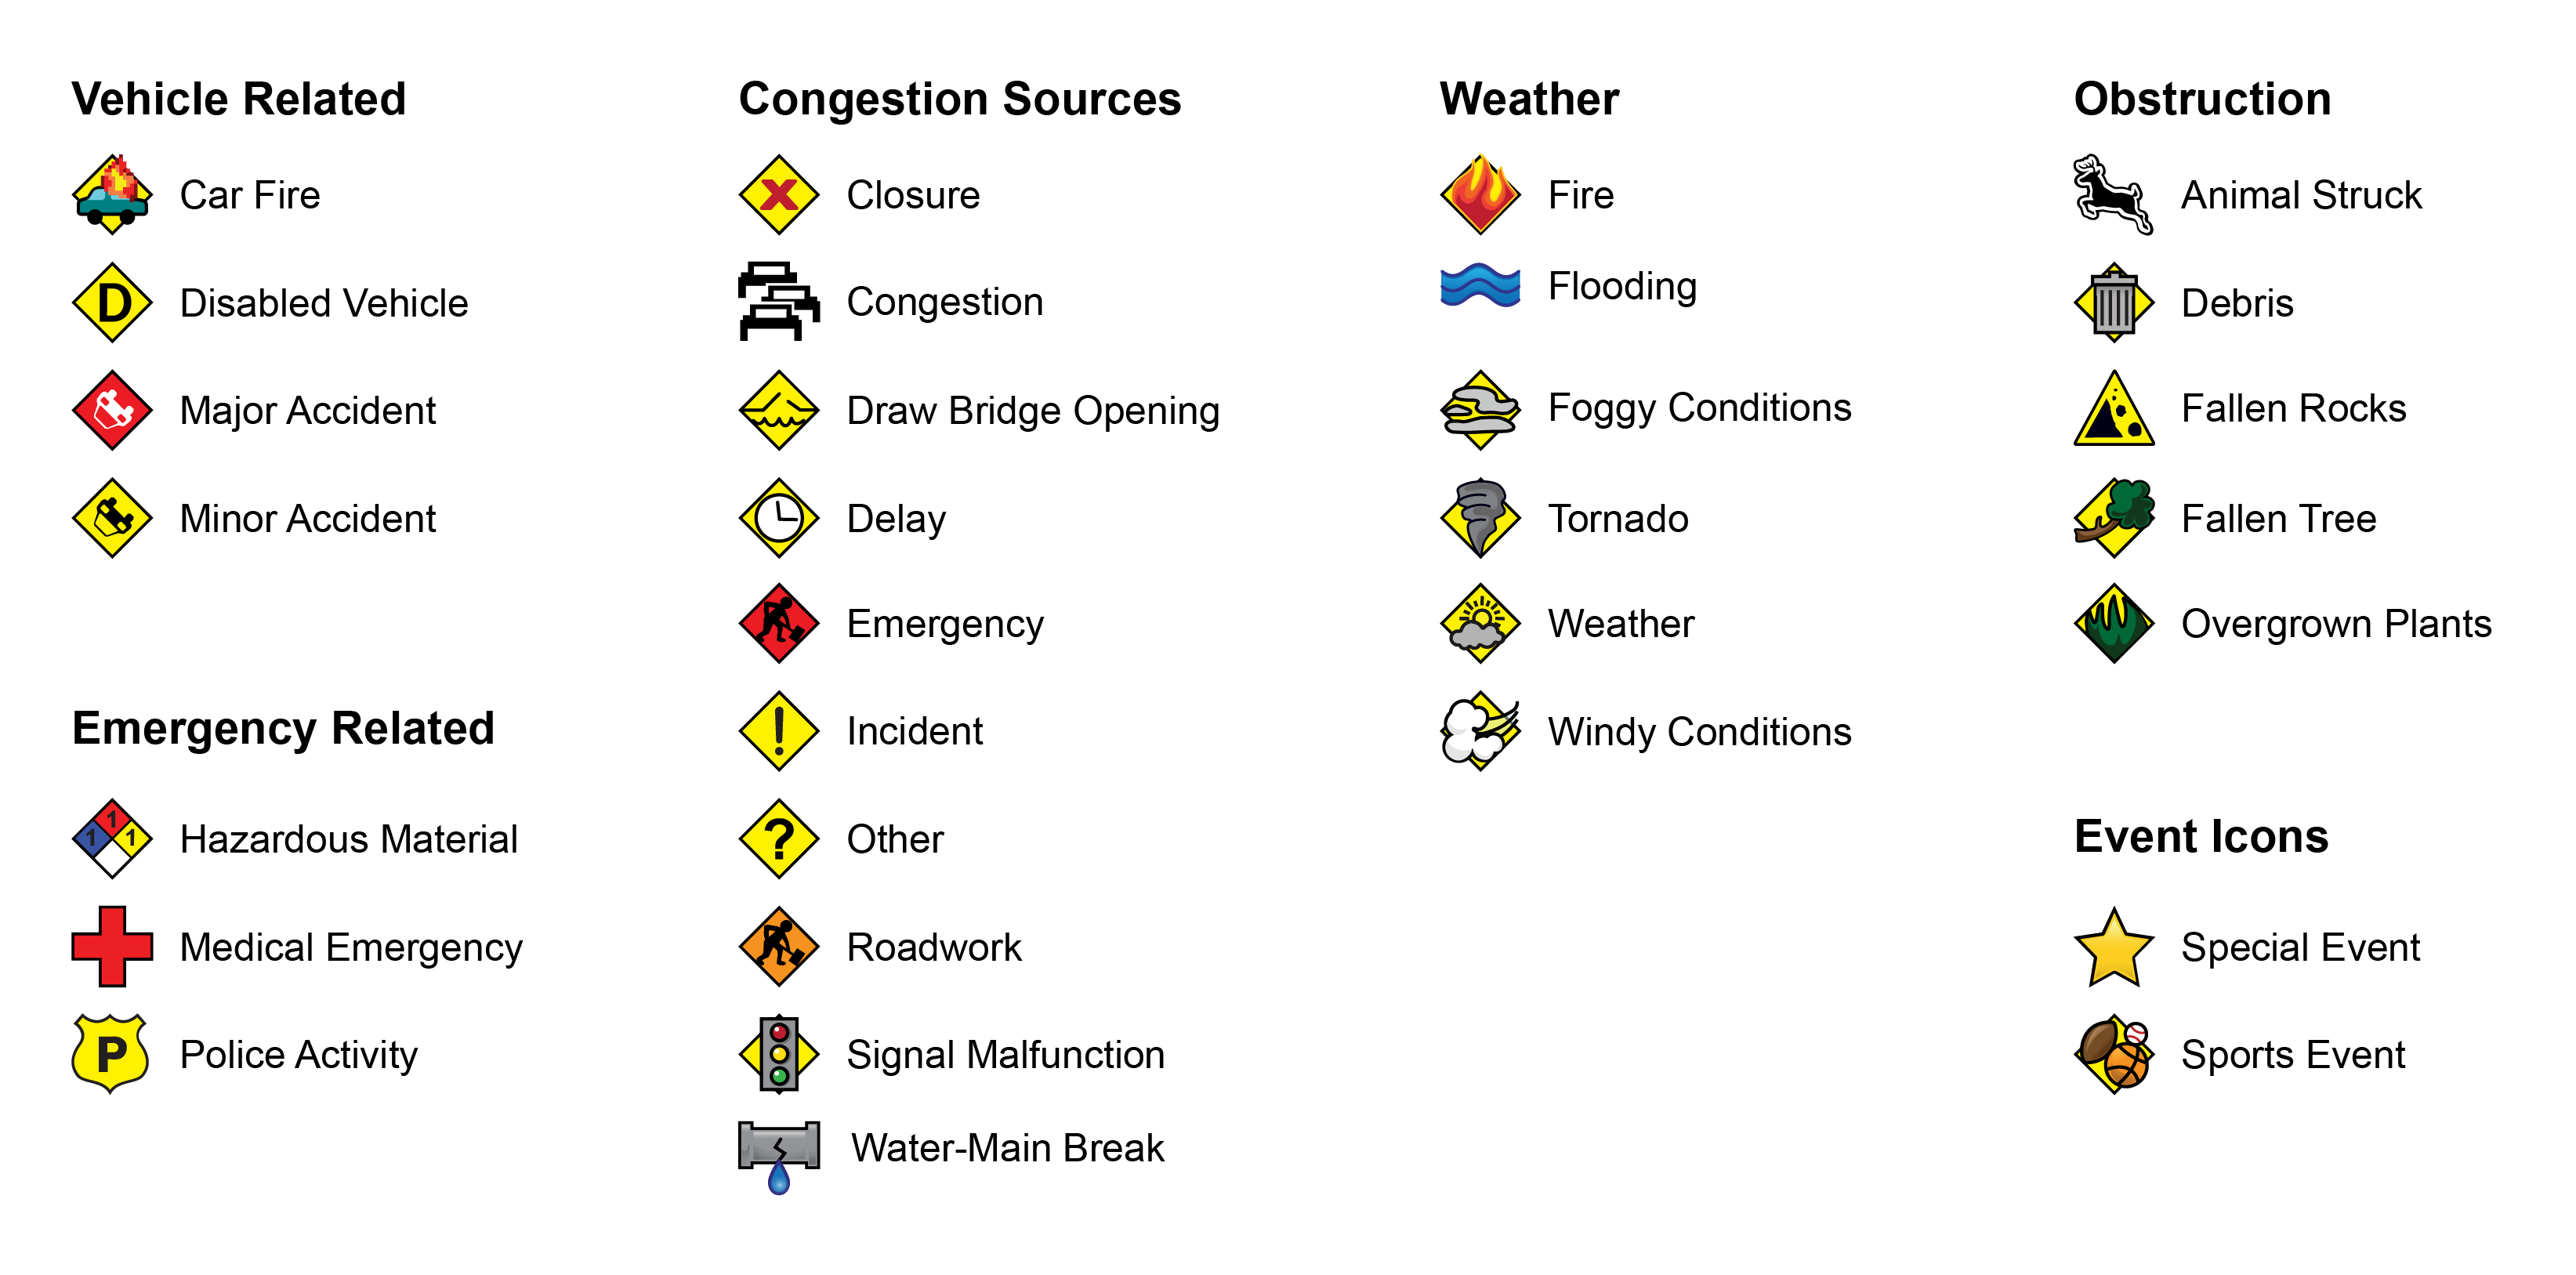 Vehicle Related
Car Fire
D
Disabled Vehicle
Major Accident
Minor Accident
Emergency Related
1
1 1
Hazardous Material
Medical Emergency
P
Police Activity
Congestion Sources
X
Closure
Congestion
Draw Bridge Opening
Delay
Emergency
!
Incident
?
Other
Roadwork
Signal Malfunction
Water-Main Break
Weather
Fire
Flooding
Foggy Conditions
Tornado
Weather
Windy Conditions
Obstruction
Animal Struck
Debris
Fallen Rocks
Fallen Tree
Overgrown Plants
Event Icons
Special Event
Sports Event